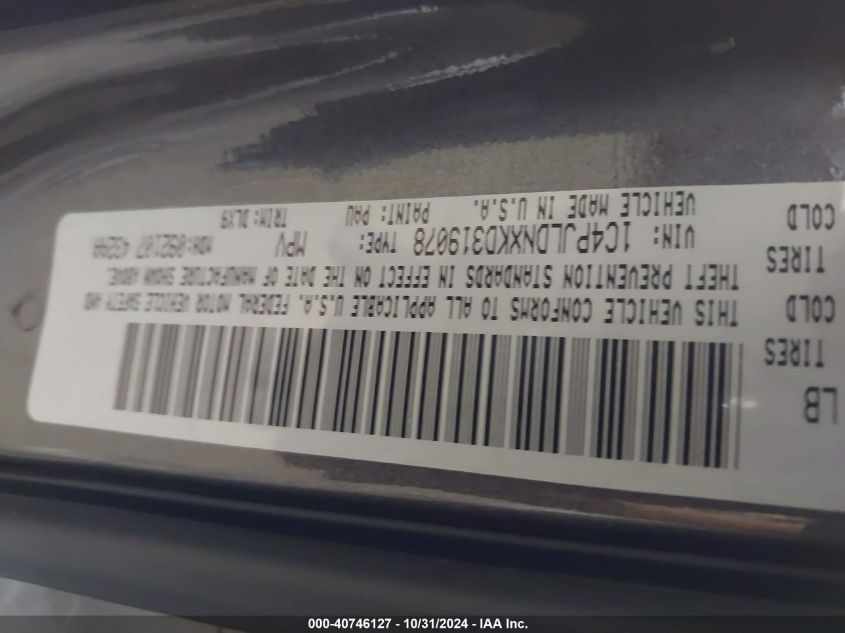 LB
TIRES COLD
TIRES COLD
THIS VEHICLE CONFORMS TO ALL APPLICABLE U.S.A. FEDERAL MOTOR VEHICLE SAFETY AND
THEFT PREVENTION STANDARDS IN EFFECT ON THE DATE OF MANUFACTURE SHOWN ABOVE.
VIN: 1C4PJLDNXKD319078 TYPE: MPV MDH:
VEHICLE MADE IN U.S.A. PAINT: PAU TRIM: DLX9
000-40746127 - 10/31/2024 - IAA Inc.